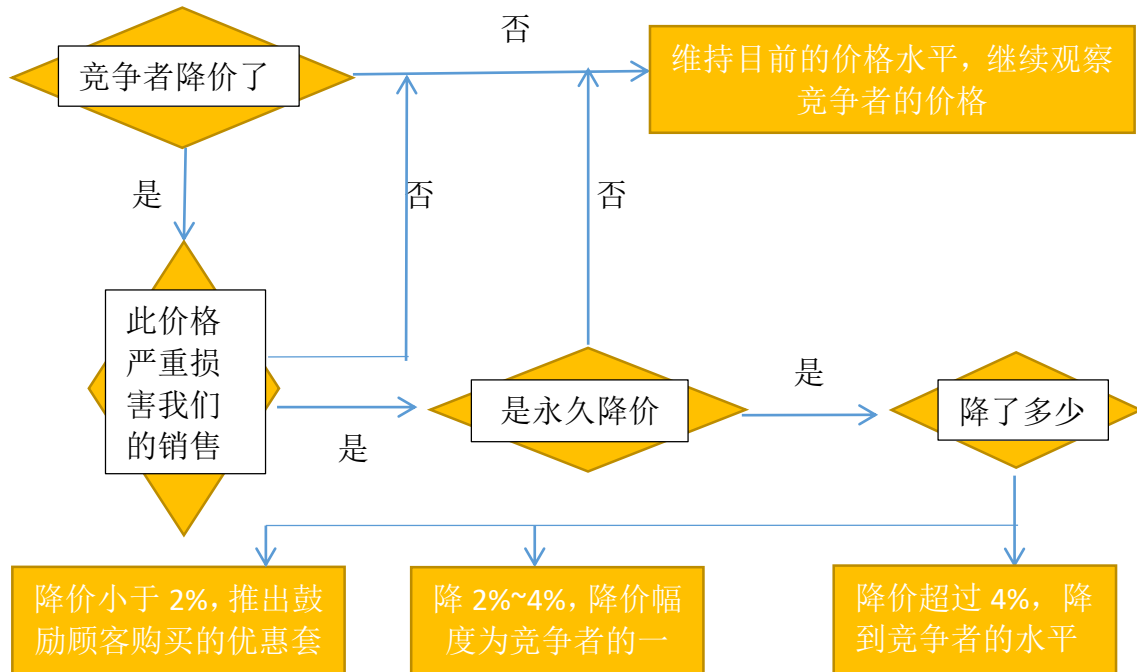 否
竞争者降价了
维持目前的价格水平，继续观察
竞争者的价格
是
否
否
此价格
严重损
害我们
的销售
是永久降价
是
降了多少
是
降价小于 2%，推出鼓
励顾客购买的优惠套
降 2%~4%，降价幅
度为竞争者的一
降价超过 4%，降
到竞争者的水平